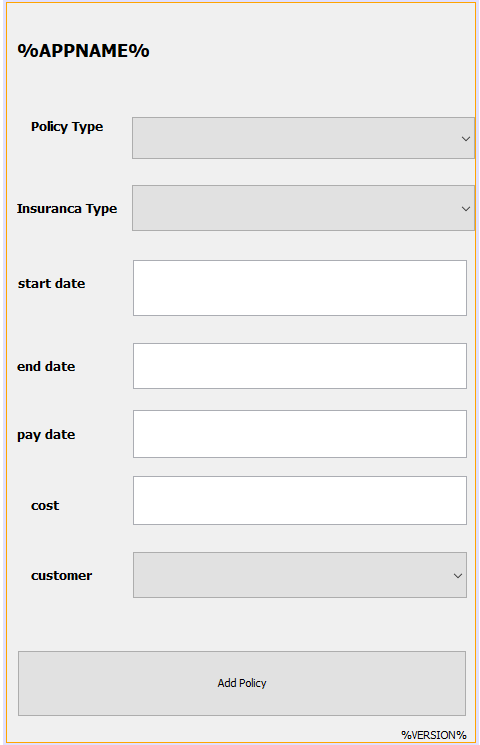 %APPNAME%
Policy Type
Insuranca Type
start date
end date
pay date
cost
customer
Add Policy
%VERSION%